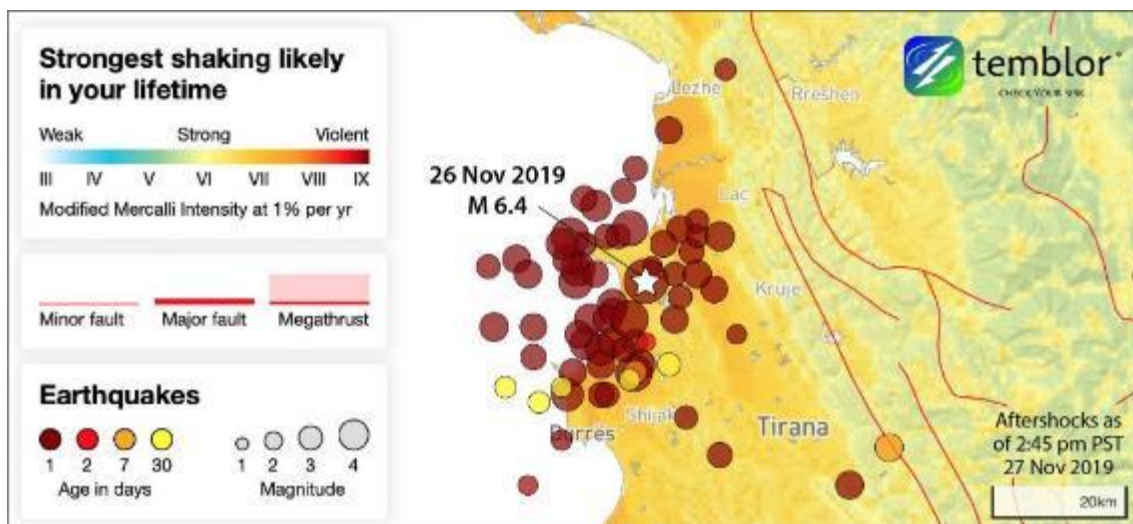 Strongest shaking likely
in your lifetime
Weak Strong Violent
III IV V VI VII VIII IX
Modified Mercalli Intensity at 1% per yr
Minor fault Major fault Megathrust
Earthquakes
1 2 7 30
Age in days
1 2 3 4
Magnitude
temblor
CHECK YOUR RISK
Lezhe
Rreshen
26 Nov 2019
M 6.4
Lac
Kruje
Shijak
Durres
Tirana
Aftershocks as
of 2:45 pm PST
27 Nov 2019
20km